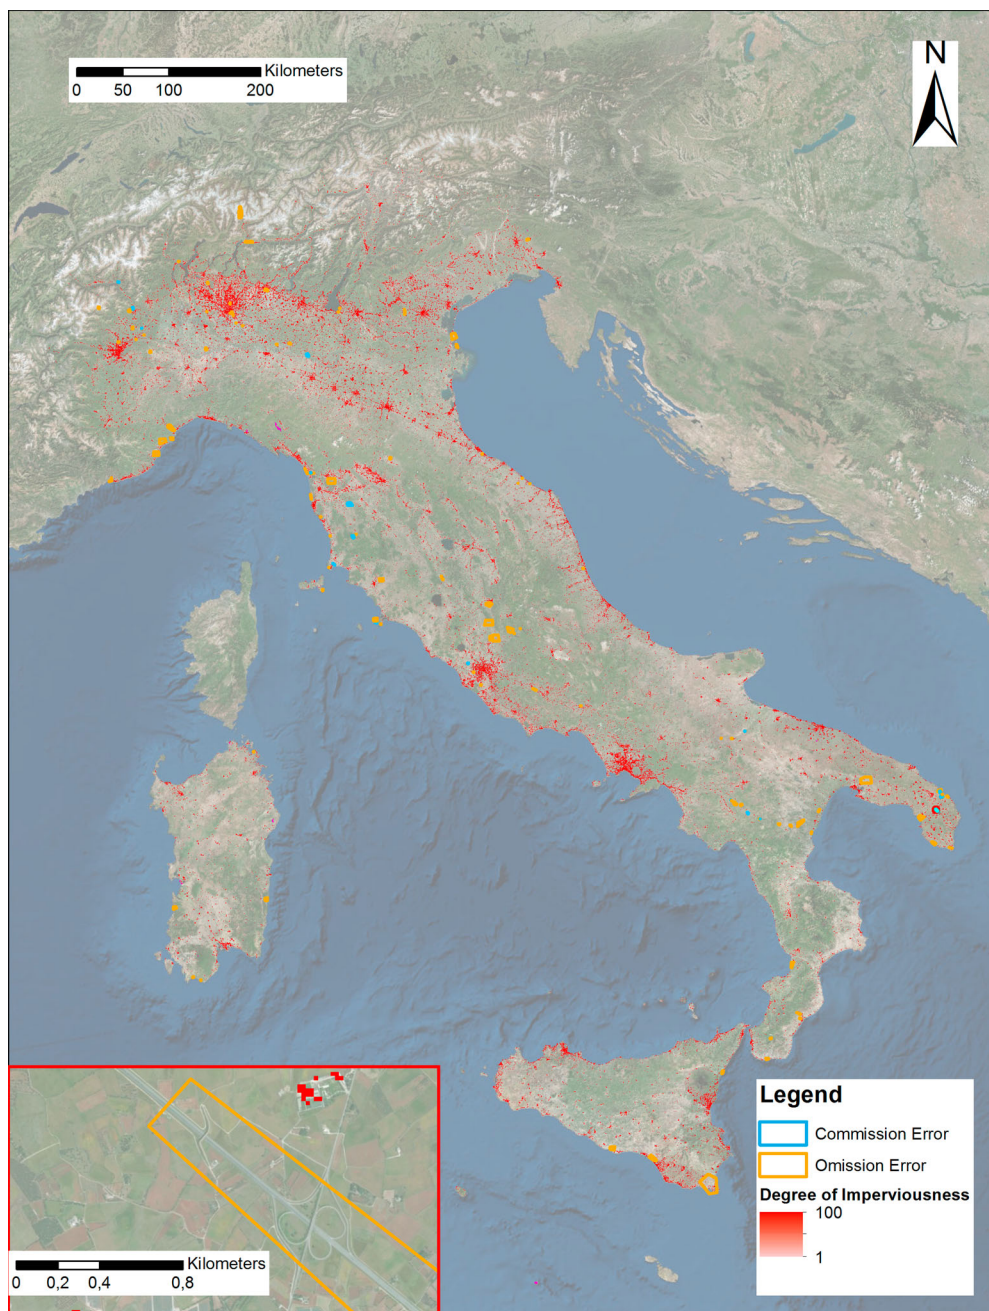 Kilometers
0 50 100 200
N
Legend
Commission Error
Omission Error
Degree of Imperviousness
100
1
Kilometers
0 0,2 0,4 0,8